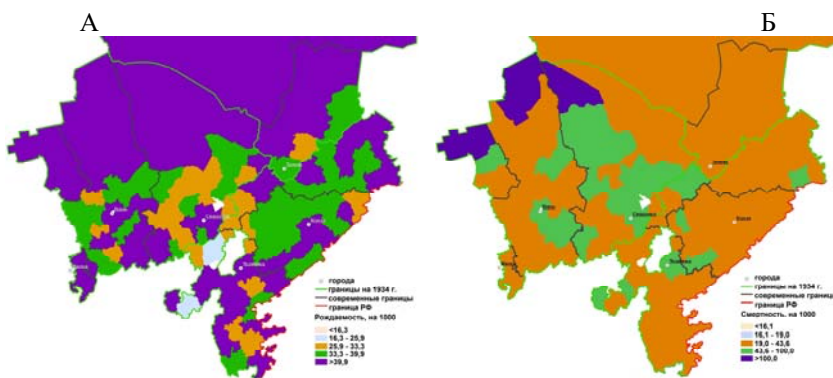 А
Б
города
границы на 1934 г.
современные границы
граница РФ
Рождаемость, на 1000
<16,3
16,3 - 25,9
25,9 - 33,3
33,3 - 39,9
>39,9
города
границы на 1934 г.
современные границы
граница РФ
Смертность, на 1000
<16,1
16,1 - 19,0
19,0 - 43,6
43,6 - 100,0
>100,0